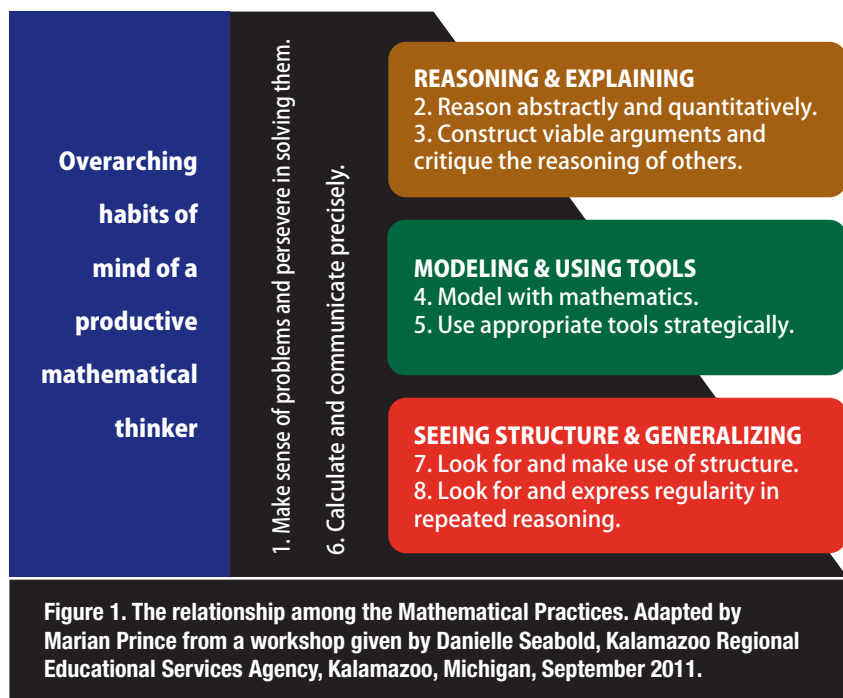 Overarching
habits of
mind of a
productive
mathematical
thinker
1. Make sense of problems and persevere in solving them.
6. Calculate and communicate precisely.
REASONING & EXPLAINING
2. Reason abstractly and quantitatively.
3. Construct viable arguments and
critique the reasoning of others.
MODELING & USING TOOLS
4. Model with mathematics.
5. Use appropriate tools strategically.
SEEING STRUCTURE & GENERALIZING
7. Look for and make use of structure.
8. Look for and express regularity in
repeated reasoning.
Figure 1. The relationship among the Mathematical Practices. Adapted by
Marian Prince from a workshop given by Danielle Seabold, Kalamazoo Regional
Educational Services Agency, Kalamazoo, Michigan, September 2011.